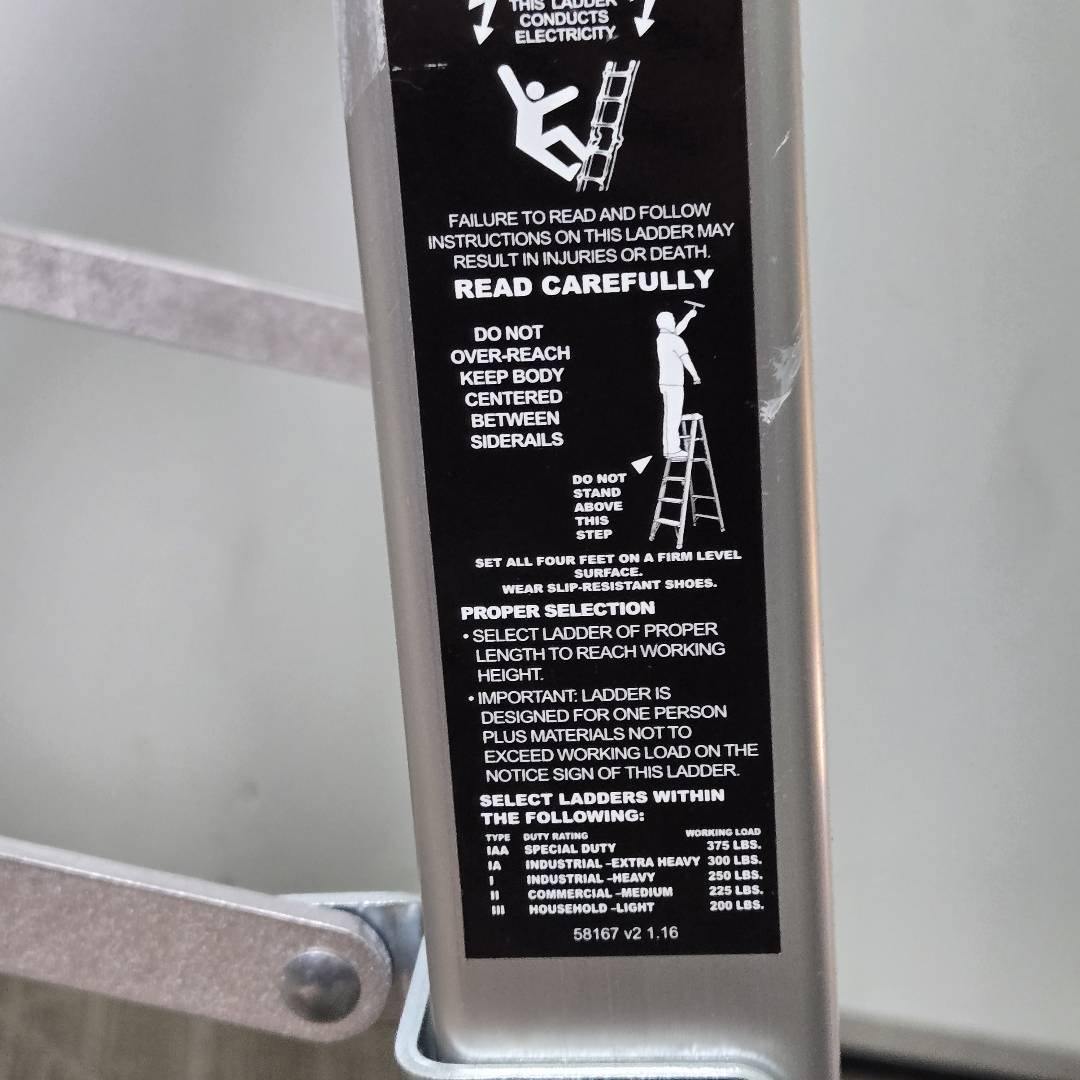 THIS LADDER
CONDUCTS
ELECTRICITY
FAILURE TO READ AND FOLLOW
INSTRUCTIONS ON THIS LADDER MAY
RESULT IN INJURIES OR DEATH.
READ CAREFULLY
DO NOT
OVER-REACH
KEEP BODY
CENTERED
BETWEEN
SIDERAILS
DO NOT
STAND
ABOVE
THIS
STEP
SET ALL FOUR FEET ON A FIRM LEVEL
SURFACE.
WEAR SLIP-RESISTANT SHOES.
PROPER SELECTION
• SELECT LADDER OF PROPER
LENGTH TO REACH WORKING
HEIGHT.
• IMPORTANT: LADDER IS
DESIGNED FOR ONE PERSON
PLUS MATERIALS NOT TO
EXCEED WORKING LOAD ON THE
NOTICE SIGN OF THIS LADDER.
SELECT LADDERS WITHIN
THE FOLLOWING:
TYPE DUTY RATING WORKING LOAD
IAA SPECIAL DUTY 375 LBS.
IA INDUSTRIAL -EXTRA HEAVY 300 LBS.
I INDUSTRIAL -HEAVY 250 LBS.
II COMMERCIAL -MEDIUM 225 LBS.
III HOUSEHOLD -LIGHT 200 LBS.
58167 v2 1.16